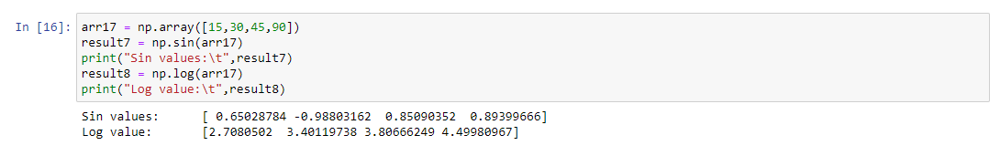 In [16]: arr17 = np.array([15,30,45,90])
result7 = np.sin(arr17)
print("Sin values:\t",result7)
result8 = np.log(arr17)
print("Log value:\t",result8)
Sin values:      [ 0.65028784 -0.98803162  0.85090352  0.89399666]
Log value:       [2.7080502  3.40119738 3.80666249 4.49980967]